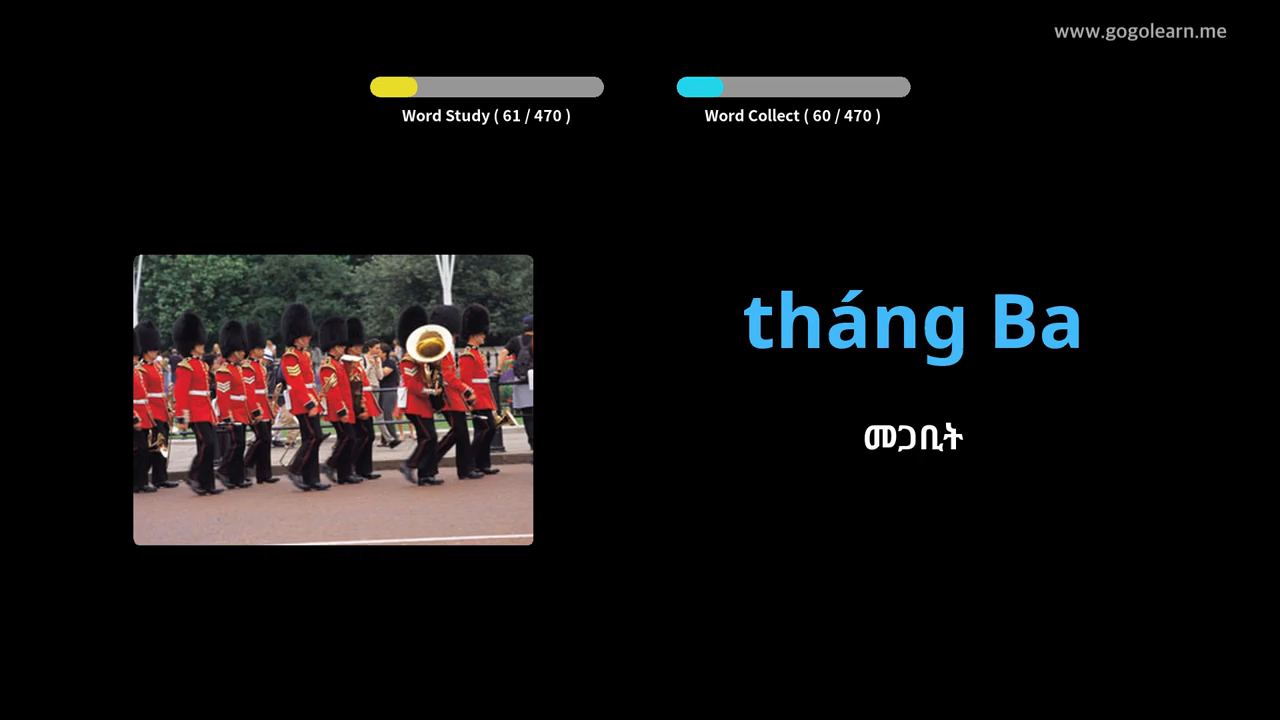 www.gogolearn.me
Word Study ( 61 / 470 )
Word Collect ( 60 / 470 )
tháng Ba
መጋቢት